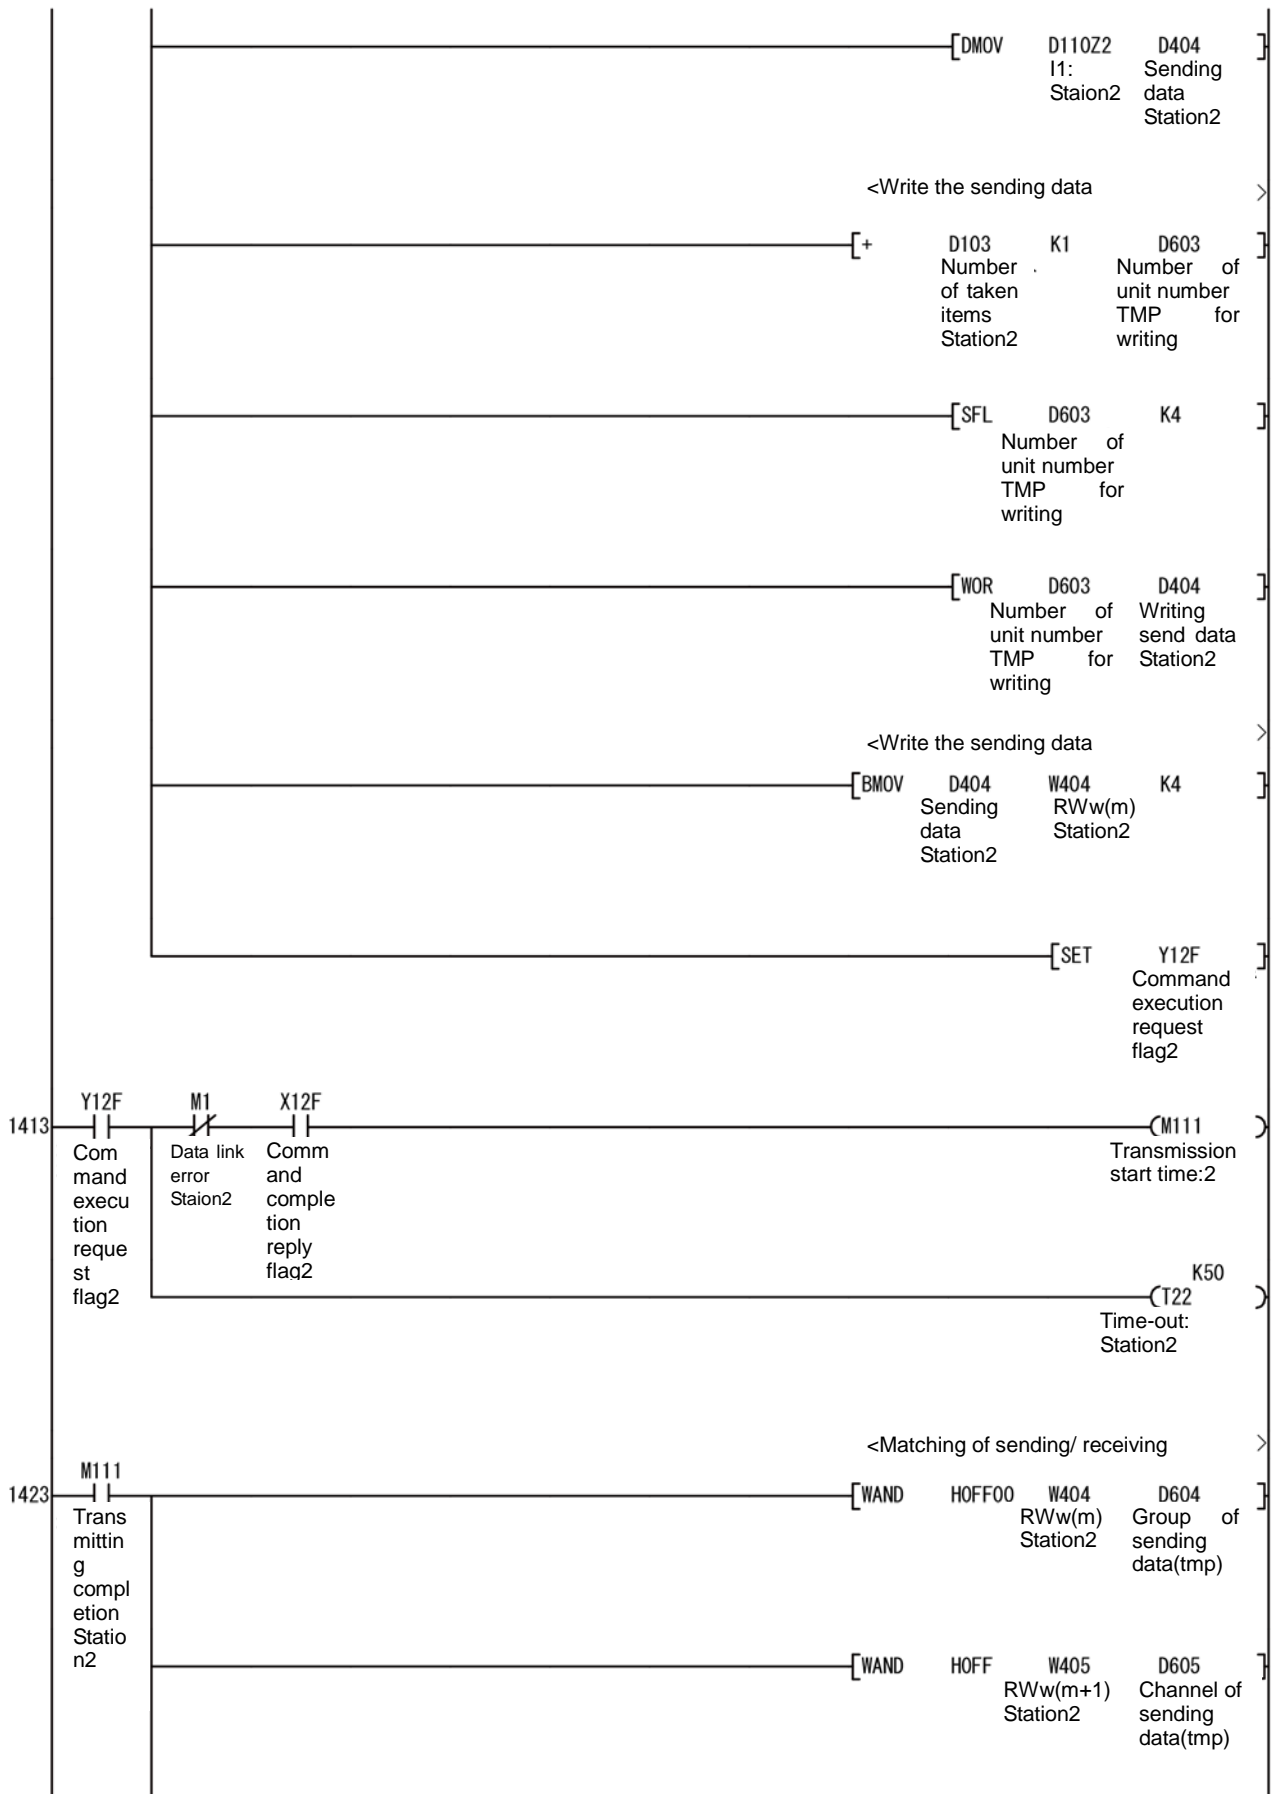 [DMOV D110Z2 D404 ]
I1: Sending
Staion2 data
Station2
<Write the sending data >
[+ D103 K1 D603 ]
Number Number of
of taken unit number
items TMP for
Station2 writing
[SFL D603 K4 ]
Number of
unit number
TMP for
writing
[WOR D603 D404 ]
Number of Writing
unit number send data
TMP for Station2
writing
<Write the sending data >
[BMOV D404 W404 K4 ]
Sending RWw(m)
data Station2
Station2
[SET Y12F ]
Command
execution
request
flag2
Y12F M1 X12F
1413 (M111 )
Com Data link Comm Transmission
mand error and start time:2
execu Staion2 comple
tion tion
reque reply
st flag2
flag2
K50
(T22 )
Time-out:
Station2
<Matching of sending/ receiving >
M111
1423 [WAND H0FF00 W404 D604 ]
Trans RWw(m) Group of
mittin Station2 sending
g data(tmp)
compl
etion
Statio
n2
[WAND H0FF W405 D605 ]
RWw(m+1) Channel of
Station2 sending
data(tmp)